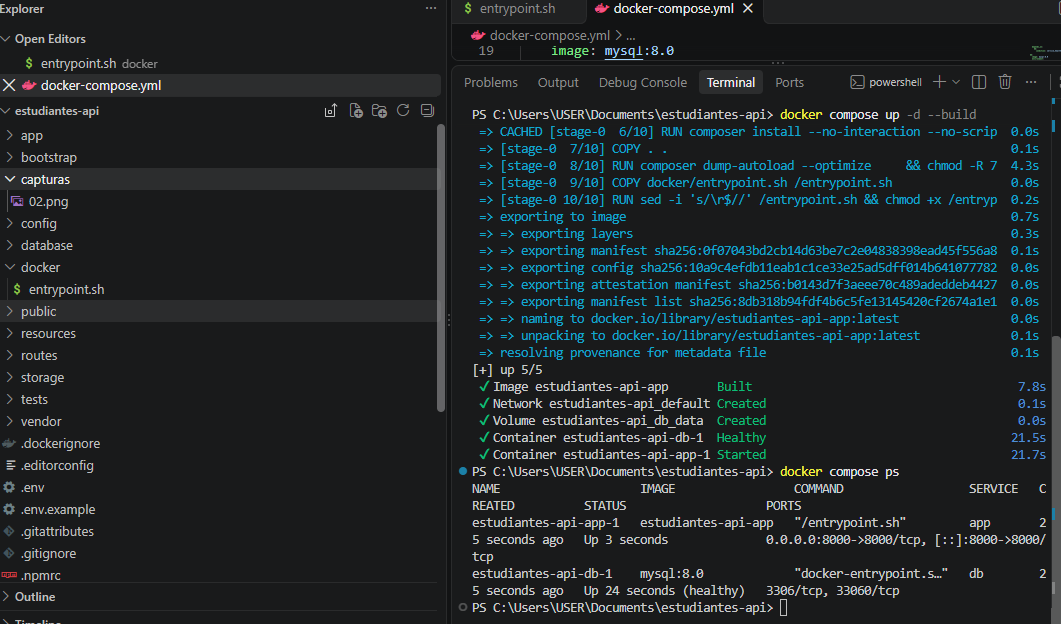 Explorer
Open Editors
entrypoint.sh docker
docker-compose.yml
estudiantes-api
app
bootstrap
capturas
02.png
config
database
docker
entrypoint.sh
public
resources
routes
storage
tests
vendor
.dockerignore
.editorconfig
.env
.env.example
.gitattributes
.gitignore
.npmrc
Outline
Timeline
entrypoint.sh
docker-compose.yml
docker-compose.yml > ...
19 image: mysql:8.0
Problems Output Debug Console Terminal Ports
powershell
PS C:\Users\USER\Documents\estudiantes-api> docker compose up -d --build
=> CACHED [stage-0 6/10] RUN composer install --no-interaction --no-scrip 0.0s
=> [stage-0 7/10] COPY . . 0.1s
=> [stage-0 8/10] RUN composer dump-autoload --optimize && chmod -R 7 4.3s
=> [stage-0 9/10] COPY docker/entrypoint.sh /entrypoint.sh 0.0s
=> [stage-0 10/10] RUN sed -i 's/\r$//' /entrypoint.sh && chmod +x /entryp 0.2s
=> exporting to image 0.7s
=> => exporting layers 0.3s
=> => exporting manifest sha256:0f07043bd2cb14d63be7c2e04838398ead45f556a8 0.1s
=> => exporting config sha256:10a9c4efdb11eab1c1ce33e25ad5dff014b641077782 0.0s
=> => exporting attestation manifest sha256:b0143d7f3aeee70c489adeddeb4427 0.0s
=> => exporting manifest list sha256:8db318b94fdf4b6c5fe13145420cf2674a1e1 0.0s
=> => naming to docker.io/library/estudiantes-api-app:latest 0.0s
=> => unpacking to docker.io/library/estudiantes-api-app:latest 0.1s
=> resolving provenance for metadata file 0.1s
[+] up 5/5
✓ Image estudiantes-api-app Built 7.8s
✓ Network estudiantes-api_default Created 0.1s
✓ Volume estudiantes-api_db_data Created 0.0s
✓ Container estudiantes-api-db-1 Healthy 21.5s
✓ Container estudiantes-api-app-1 Started 21.7s
PS C:\Users\USER\Documents\estudiantes-api> docker compose ps
NAME IMAGE COMMAND SERVICE C
REATED STATUS PORTS
estudiantes-api-app-1 estudiantes-api-app "/entrypoint.sh" app 2
5 seconds ago Up 3 seconds 0.0.0.0:8000->8000/tcp, [::]:8000->8000/
tcp
estudiantes-api-db-1 mysql:8.0 "docker-entrypoint.s…" db 2
5 seconds ago Up 24 seconds (healthy) 3306/tcp, 33060/tcp
PS C:\Users\USER\Documents\estudiantes-api>